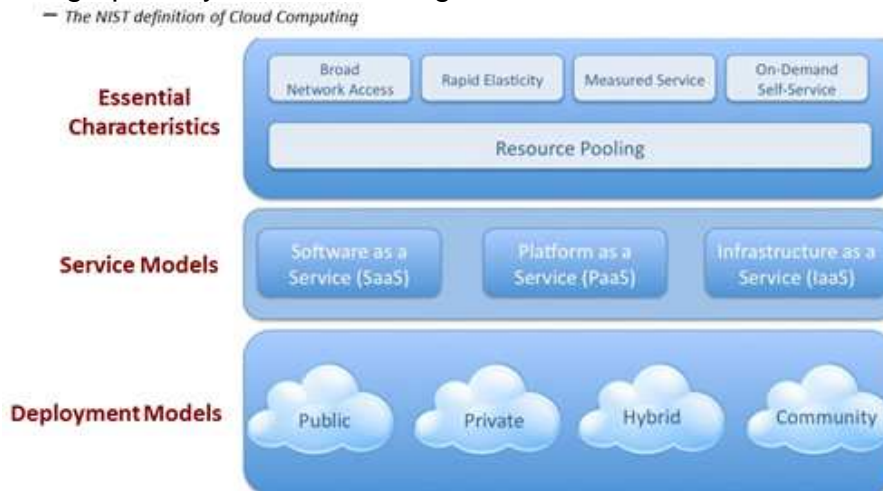 — The NIST definition of Cloud Computing
Essential
Characteristics
Broad
Network Access
Rapid Elasticity
Measured Service
On-Demand
Self-Service
Resource Pooling
Service Models
Software as a
Service (SaaS)
Platform as a
Service (PaaS)
Infrastructure as a
Service (IaaS)
Deployment Models
Public
Private
Hybrid
Community